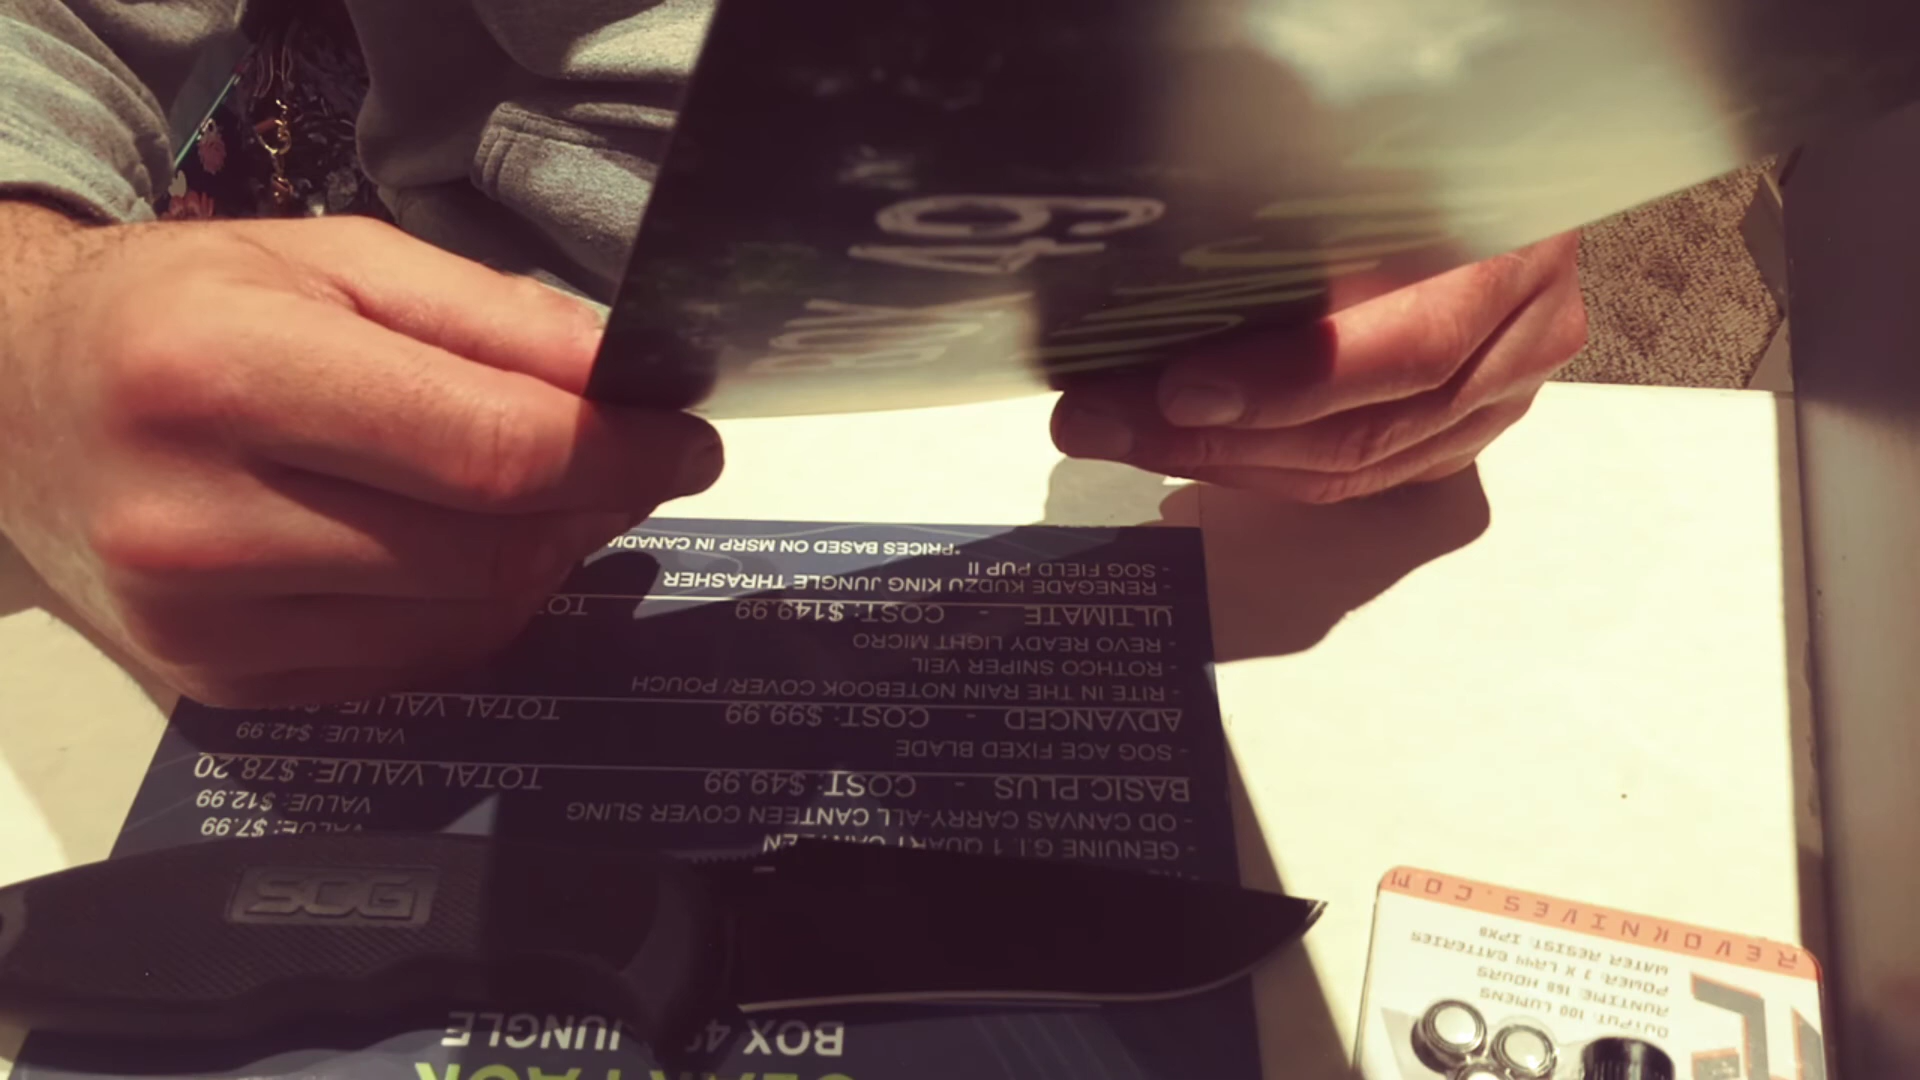 49
BOX
GEAR PACK
BOX 49 JUNGLE
- GENUINE G.I. 1 QUART CANTEEN VALUE: $7.99
- OD CANVAS CARRY-ALL CANTEEN COVER SLING VALUE: $12.99
BASIC PLUS - COST: $49.99 TOTAL VALUE: $78.20
- SOG ACE FIXED BLADE VALUE: $42.99
ADVANCED - COST: $99.99 TOTAL VALUE:
- RITE IN THE RAIN NOTEBOOK COVER/ POUCH
- ROTHCO SNIPER VEIL
- REVO READY LIGHT MICRO
ULTIMATE - COST: $149.99
- RENEGADE KUDZU KING JUNGLE THRASHER
- SOG FIELD PUP II
*PRICES BASED ON MSRP IN
SOG
OUTPUT: 100 LUMENS
RUNTIME: 168 HOURS
POWER: 3 X LR44 BATTERIES
WATER RESIST: IPX8
REVOKNIVES.COM